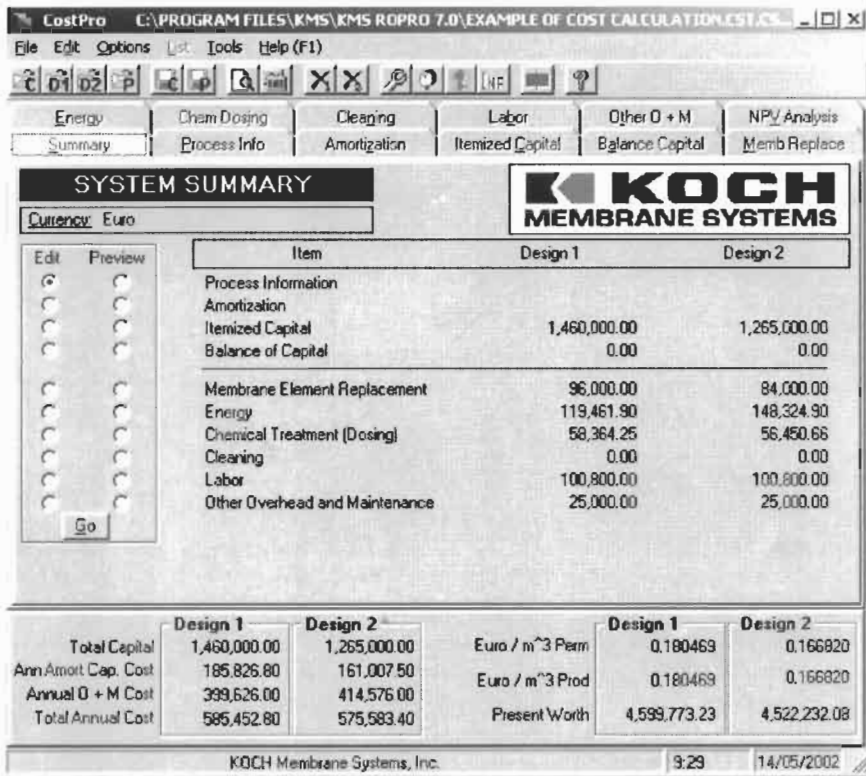 CostPro C:\PROGRAM FILES\KMS\KMS ROPRO 7.0\EXAMPLE OF COST CALCULATION.CST.CS...
File Edit Options List Tools Help (F1)
C D1 D2 P C P INF ?
Energy Chem Dosing Cleaning Labor Other O + M NPV Analysis
Summary Process Info Amortization Itemized Capital Balance Capital Memb Replace
SYSTEM SUMMARY
KOCH
MEMBRANE SYSTEMS
Currency: Euro
Edit Preview Item Design 1 Design 2
Process Information
Amortization
Itemized Capital 1,460,000.00 1,265,000.00
Balance of Capital 0.00 0.00
Membrane Element Replacement 96,000.00 84,000.00
Energy 119,461.90 148,324.90
Chemical Treatment (Dosing) 58,364.25 56,450.66
Cleaning 0.00 0.00
Labor 100,800.00 100,800.00
Other Overhead and Maintenance 25,000.00 25,000.00
Go
Design 1 Design 2 Design 1 Design 2
Total Capital 1,460,000.00 1,265,000.00 Euro / m^3 Perm 0.180469 0.166820
Ann Amort Cap. Cost 185,826.80 161,007.50 Euro / m^3 Prod 0.180469 0.166820
Annual O + M Cost 399,626.00 414,576.00
Total Annual Cost 585,452.80 575,583.40 Present Worth 4,599,773.23 4,522,232.08
KOCH Membrane Systems, Inc. 9:29 14/05/2002